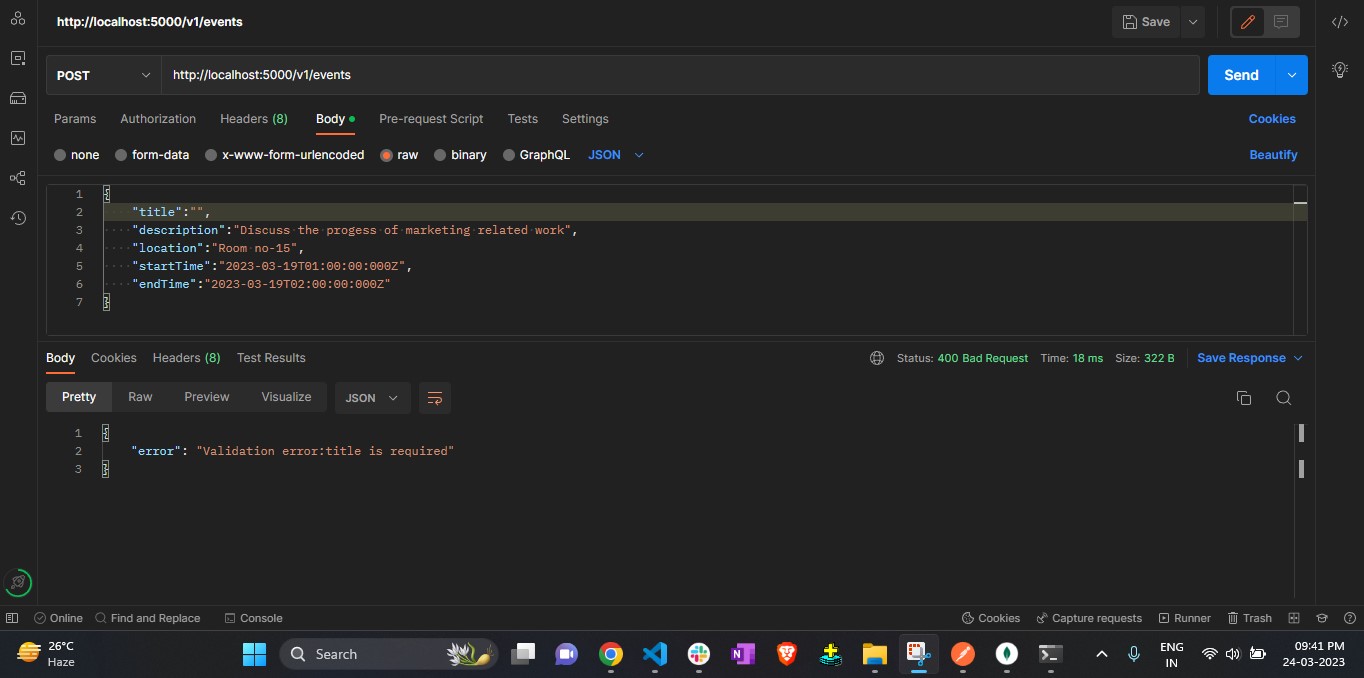 http://localhost:5000/v1/events
Save
POST
http://localhost:5000/v1/events
Send
Params Authorization Headers (8) Body Pre-request Script Tests Settings Cookies
none form-data x-www-form-urlencoded raw binary GraphQL JSON Beautify
1 {
2 "title":"",
3 "description":"Discuss the progess of marketing related work",
4 "location":"Room no-15",
5 "startTime":"2023-03-19T01:00:00:000Z",
6 "endTime":"2023-03-19T02:00:00:000Z"
7 }
Body Cookies Headers (8) Test Results Status: 400 Bad Request Time: 18 ms Size: 322 B Save Response
Pretty Raw Preview Visualize JSON
1 {
2 "error": "Validation error:title is required"
3 }
Online Find and Replace Console Cookies Capture requests Runner Trash
26°C
Haze
Search
ENG
IN
09:41 PM
24-03-2023